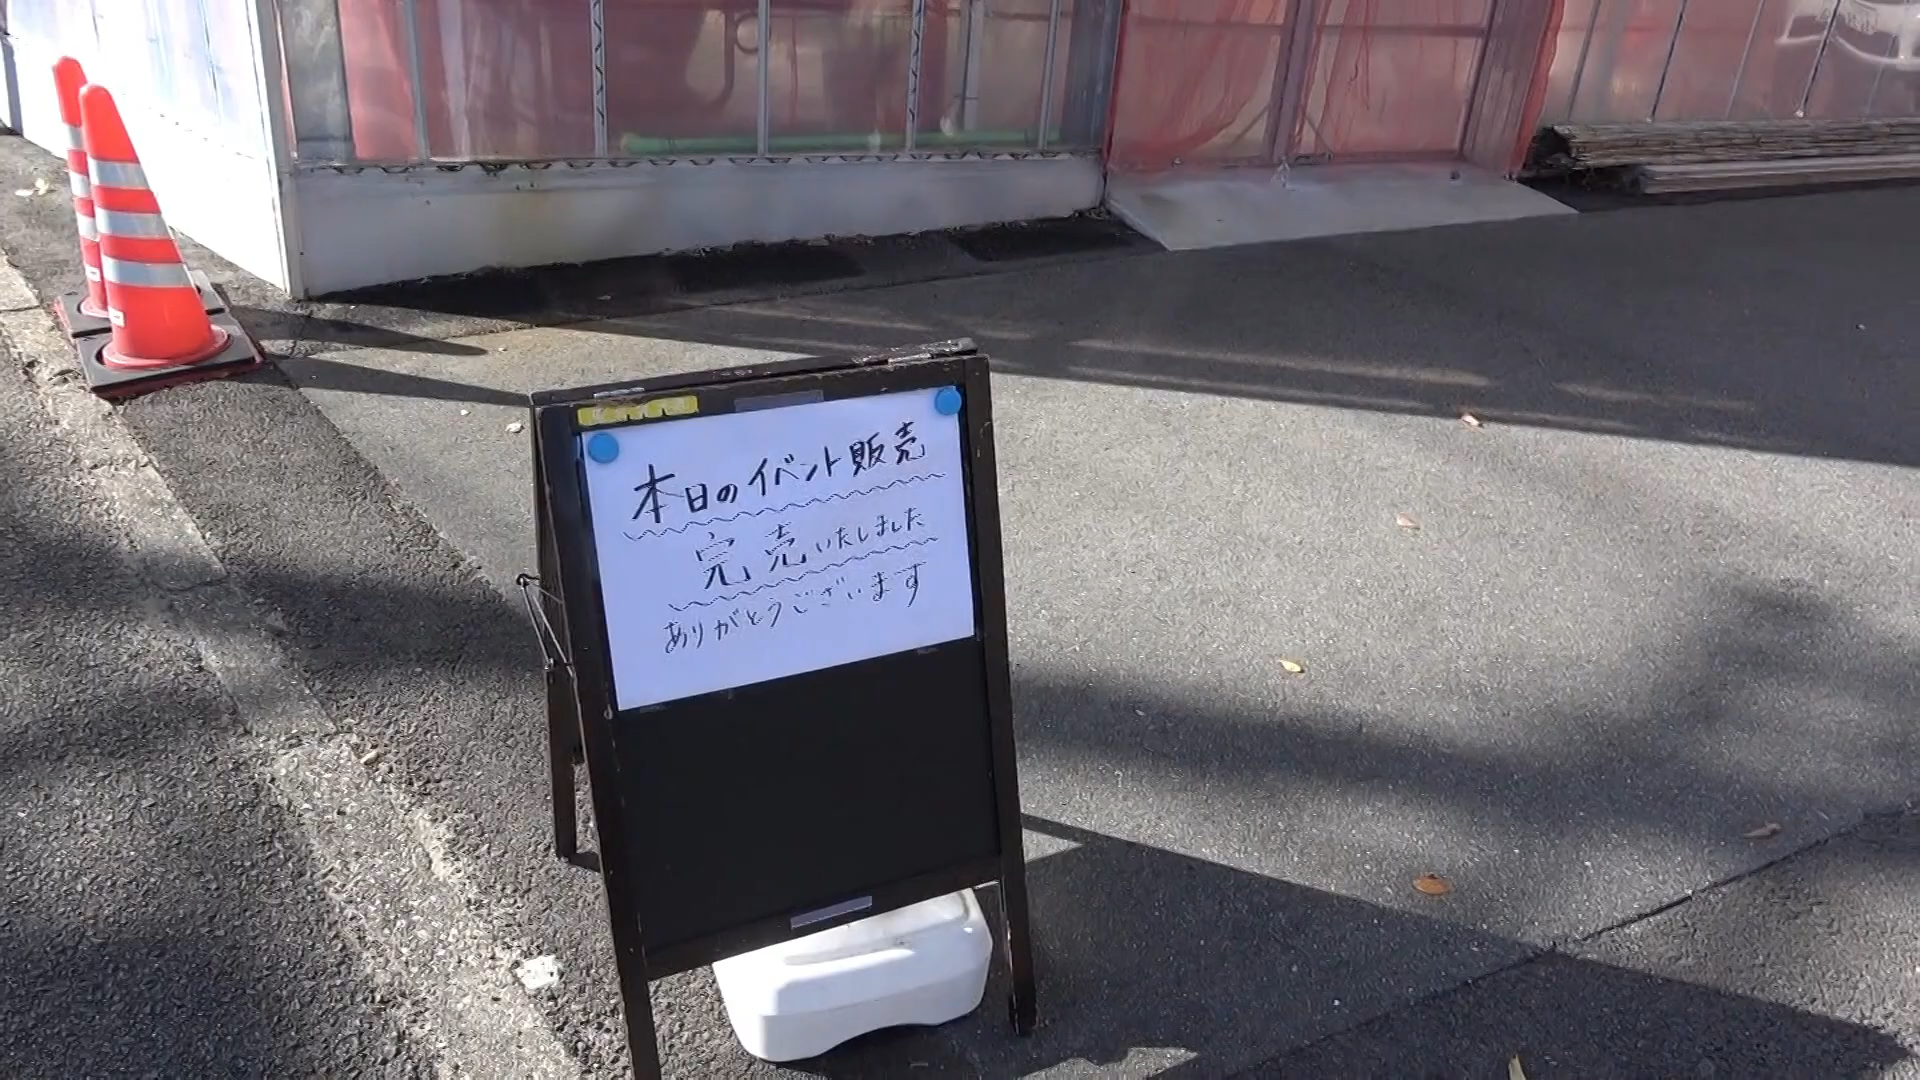 本日のイベント販売
完売いたしました
ありがとうございます